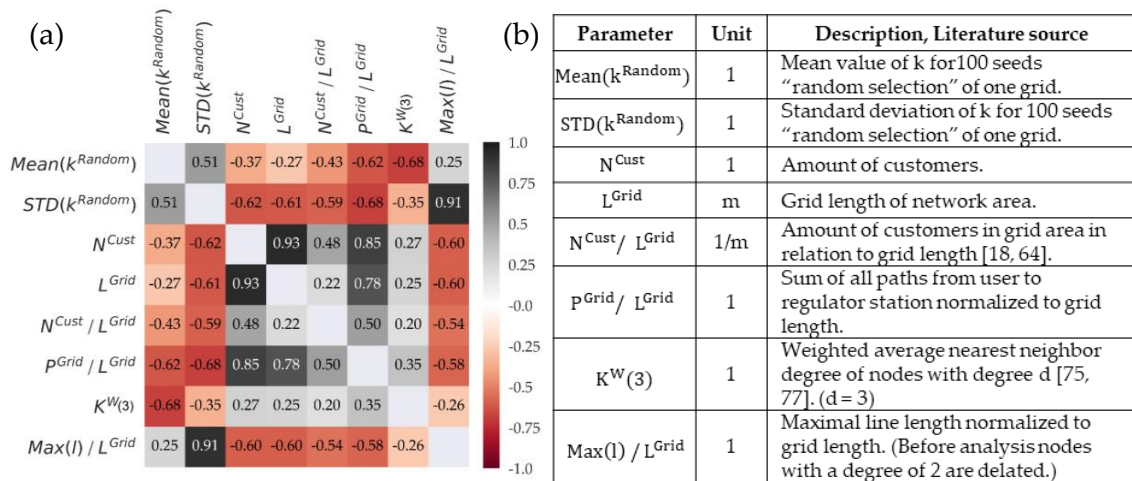 (a)
Mean(k^Random)
STD(k^Random)
N^Cust
L^Grid
N^Cust / L^Grid
P^Grid / L^Grid
K^W(3)
Max(l) / L^Grid
Mean(k^Random) 0.51 -0.37 -0.27 -0.43 -0.62 -0.68 0.25
STD(k^Random) 0.51 -0.62 -0.61 -0.59 -0.68 -0.35 0.91
N^Cust -0.37 -0.62 0.93 0.48 0.85 0.27 -0.60
L^Grid -0.27 -0.61 0.93 0.22 0.78 0.25 -0.60
N^Cust / L^Grid -0.43 -0.59 0.48 0.22 0.50 0.20 -0.54
P^Grid / L^Grid -0.62 -0.68 0.85 0.78 0.50 0.35 -0.58
K^W(3) -0.68 -0.35 0.27 0.25 0.20 0.35 -0.26
Max(l) / L^Grid 0.25 0.91 -0.60 -0.60 -0.54 -0.58 -0.26
1.0
0.75
0.50
0.25
-0.0
-0.25
-0.5
-0.75
-1.0
(b)
Parameter Unit Description, Literature source
Mean(k^Random) 1 Mean value of k for100 seeds
“random selection” of one grid.
STD(k^Random) 1 Standard deviation of k for 100 seeds
“random selection” of one grid.
N^Cust 1 Amount of customers.
L^Grid m Grid length of network area.
N^Cust/ L^Grid 1/m Amount of customers in grid area in
relation to grid length [18, 64].
P^Grid/ L^Grid 1 Sum of all paths from user to
regulator station normalized to grid
length.
K^W(3) 1 Weighted average nearest neighbor
degree of nodes with degree d [75,
77]. (d = 3)
Max(l) / L^Grid 1 Maximal line length normalized to
grid length. (Before analysis nodes
with a degree of 2 are delated.)